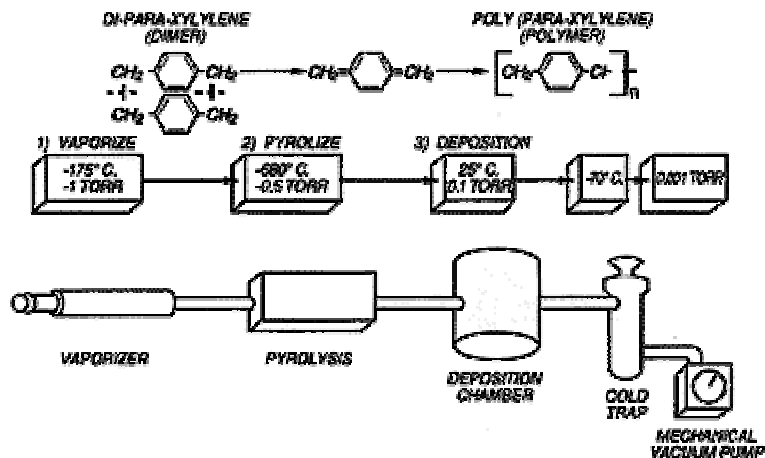 DI-PARA-XYLYLENE
(DIMER)
POLY (PARA-XYLYLENE)
(POLYMER)
CH₂ CH₂
CH₂ CH₂
CH₂ CH₂
CH₂ CH n
1) VAPORIZE
2) PYROLIZE
3) DEPOSITION
-175° C.
-1 TORR
-680° C.
-0.5 TORR
25° C.
0.1 TORR
-70° C.
0.001 TORR
VAPORIZER
PYROLYSIS
DEPOSITION
CHAMBER
COLD
TRAP
MECHANICAL
VACUUM PUMP